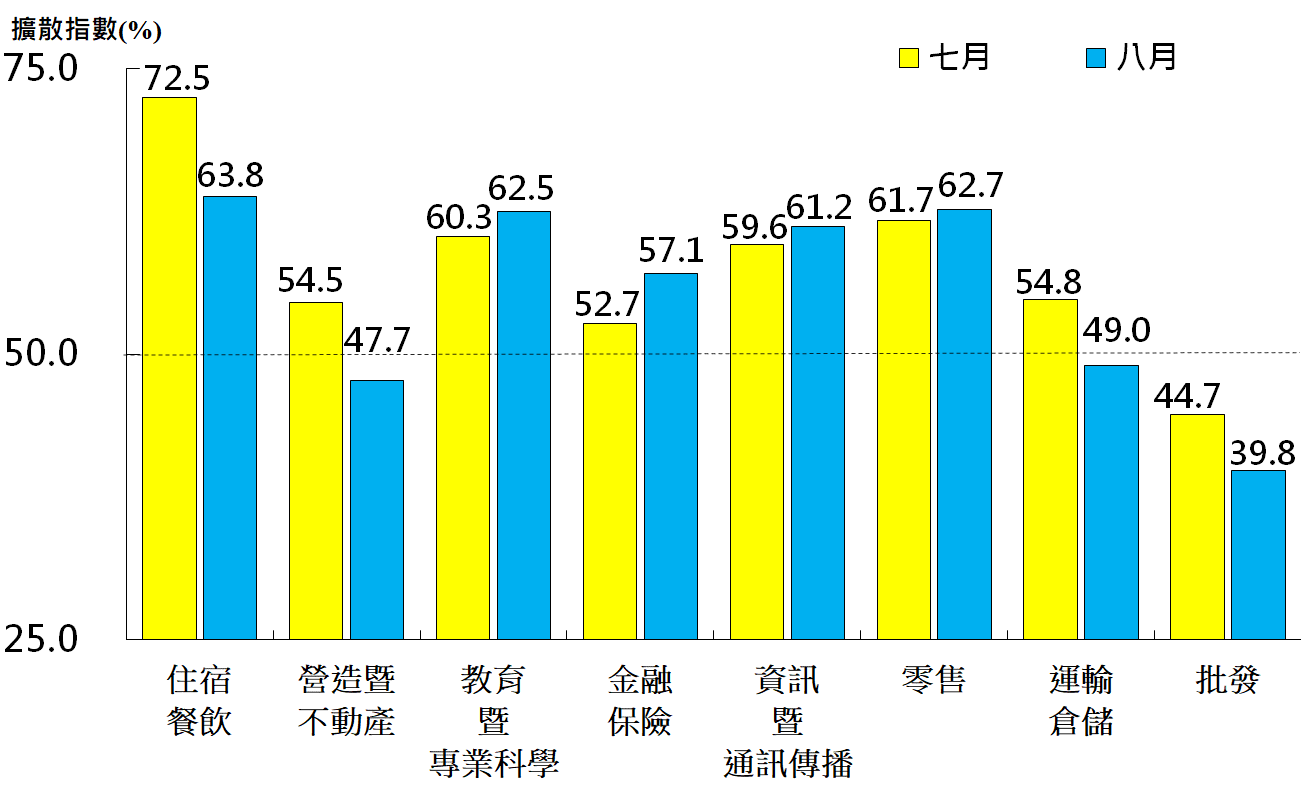 擴散指數(%)
七月
八月
75.0
50.0
25.0
72.5
63.8
54.5
47.7
60.3
62.5
52.7
57.1
59.6
61.2
61.7
62.7
54.8
49.0
44.7
39.8
住宿
餐飲
營造暨
不動產
教育
暨
專業科學
金融
保險
資訊
暨
通訊傳播
零售
運輸
倉儲
批發